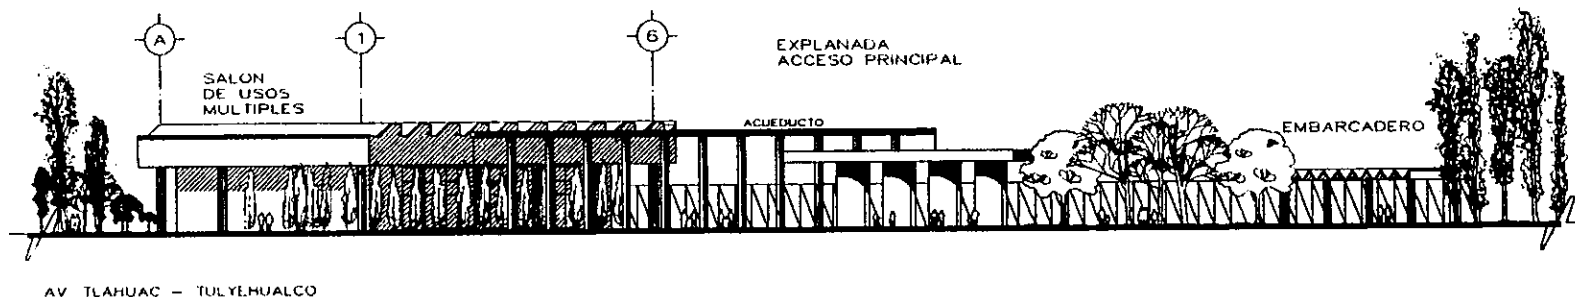 A
1
6
SALON
DE USOS
MULTIPLES
EXPLANADA
ACCESO PRINCIPAL
ACUEDUCTO
EMBARCADERO
AV TLAHUAC – TULYEHUALCO